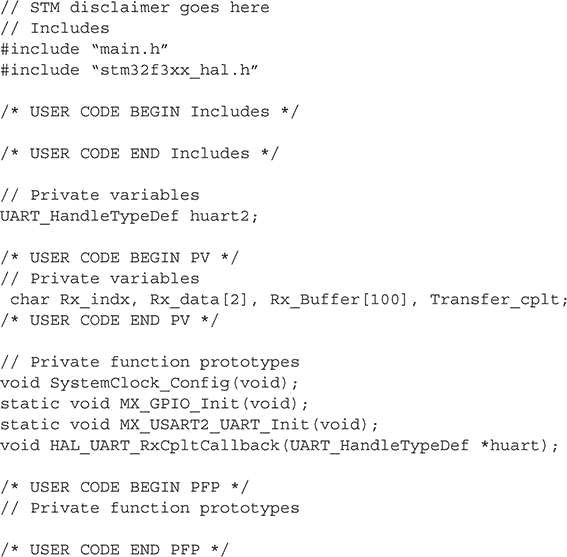 // STM disclaimer goes here
// Includes
#include “main.h”
#include “stm32f3xx_hal.h”
/* USER CODE BEGIN Includes */
/* USER CODE END Includes */
// Private variables
UART_HandleTypeDef huart2;
/* USER CODE BEGIN PV */
// Private variables
char Rx_indx, Rx_data[2], Rx_Buffer[100], Transfer_cplt;
/* USER CODE END PV */
// Private function prototypes
void SystemClock_Config(void);
static void MX_GPIO_Init(void);
static void MX_USART2_UART_Init(void);
void HAL_UART_RxCpltCallback(UART_HandleTypeDef *huart);
/* USER CODE BEGIN PFP */
// Private function prototypes
/* USER CODE END PFP */